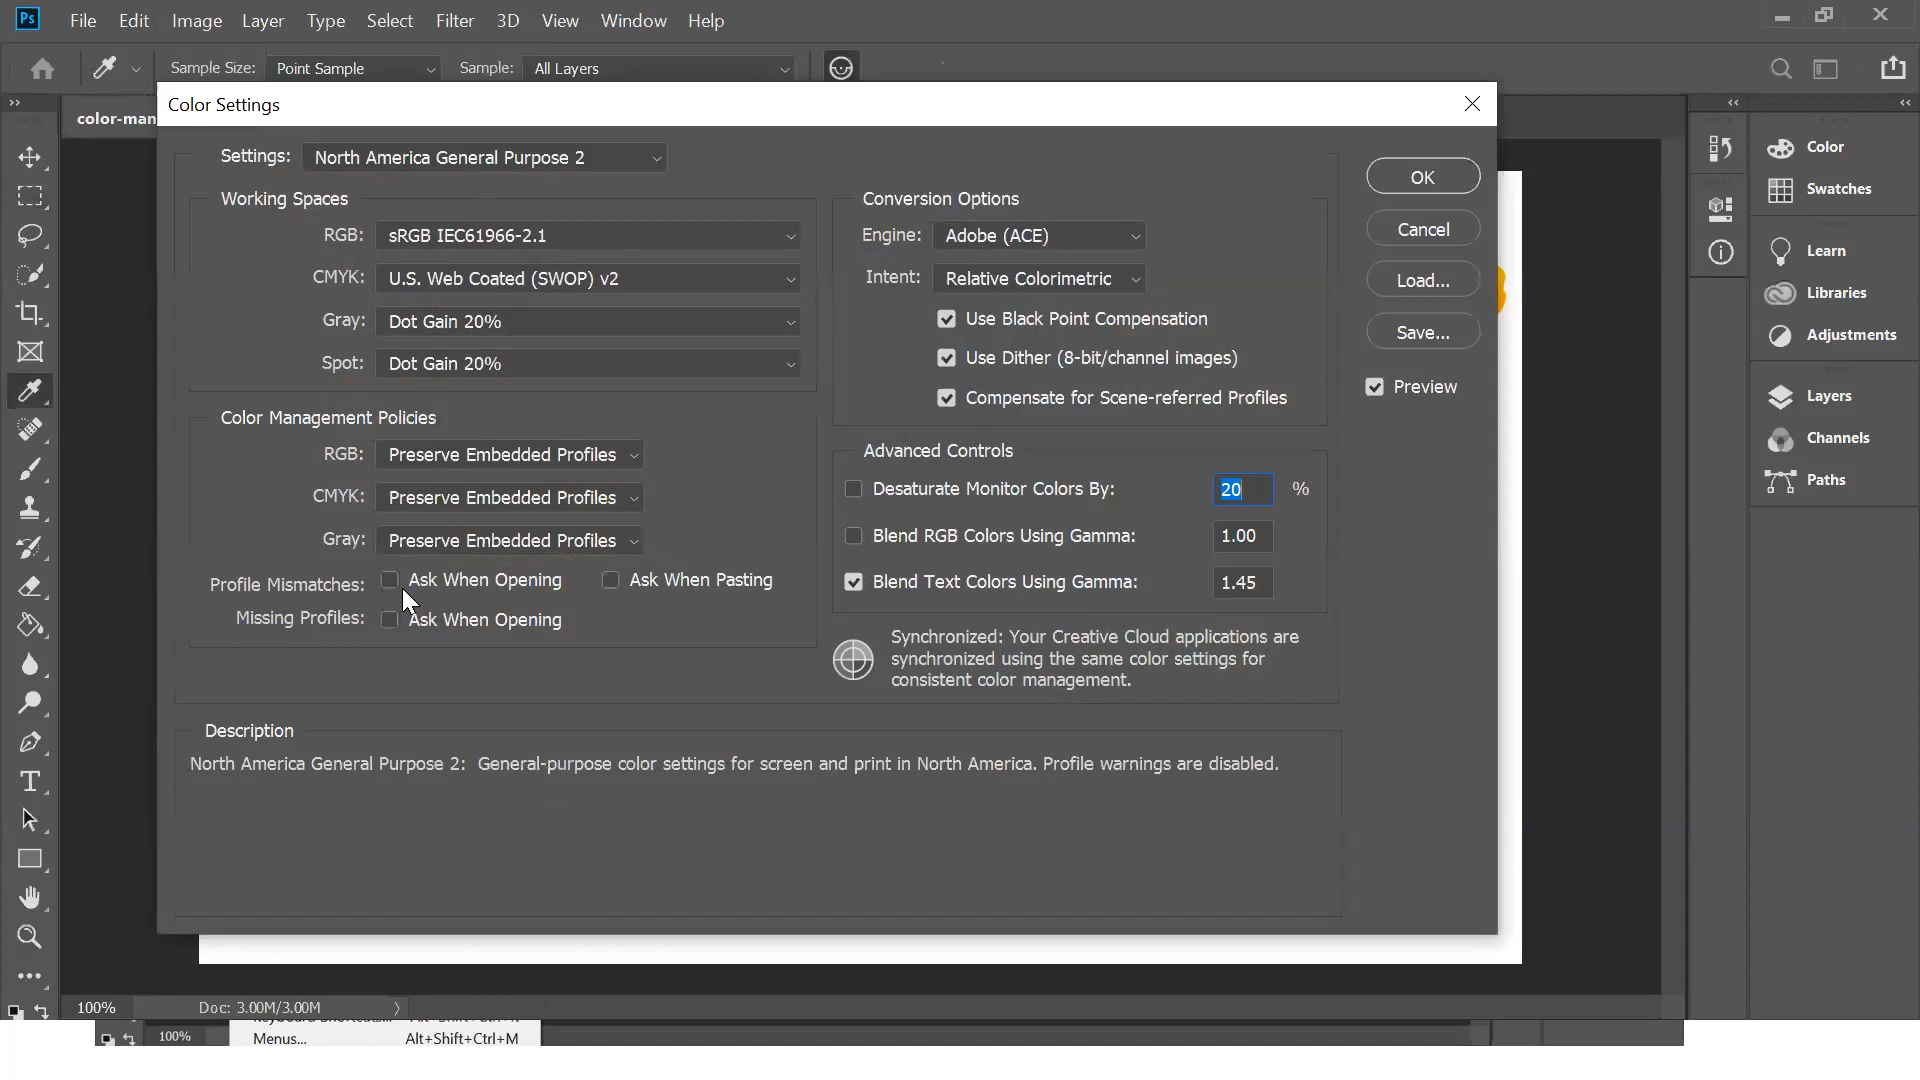 Ps File Edit Image Layer Type Select Filter 3D View Window Help
Sample Size: Point Sample Sample: All Layers
color-man
Color Settings
Settings: North America General Purpose 2
Working Spaces
RGB: sRGB IEC61966-2.1
CMYK: U.S. Web Coated (SWOP) v2
Gray: Dot Gain 20%
Spot: Dot Gain 20%
Color Management Policies
RGB: Preserve Embedded Profiles
CMYK: Preserve Embedded Profiles
Gray: Preserve Embedded Profiles
Profile Mismatches: Ask When Opening Ask When Pasting
Missing Profiles: Ask When Opening
Conversion Options
Engine: Adobe (ACE)
Intent: Relative Colorimetric
Use Black Point Compensation
Use Dither (8-bit/channel images)
Compensate for Scene-referred Profiles
Advanced Controls
Desaturate Monitor Colors By: 20 %
Blend RGB Colors Using Gamma: 1.00
Blend Text Colors Using Gamma: 1.45
Synchronized: Your Creative Cloud applications are
synchronized using the same color settings for
consistent color management.
OK
Cancel
Load...
Save...
Preview
Description
North America General Purpose 2: General-purpose color settings for screen and print in North America. Profile warnings are disabled.
Color
Swatches
Learn
Libraries
Adjustments
Layers
Channels
Paths
100% Doc: 3.00M/3.00M
100% Menus... Alt+Shift+Ctrl+M